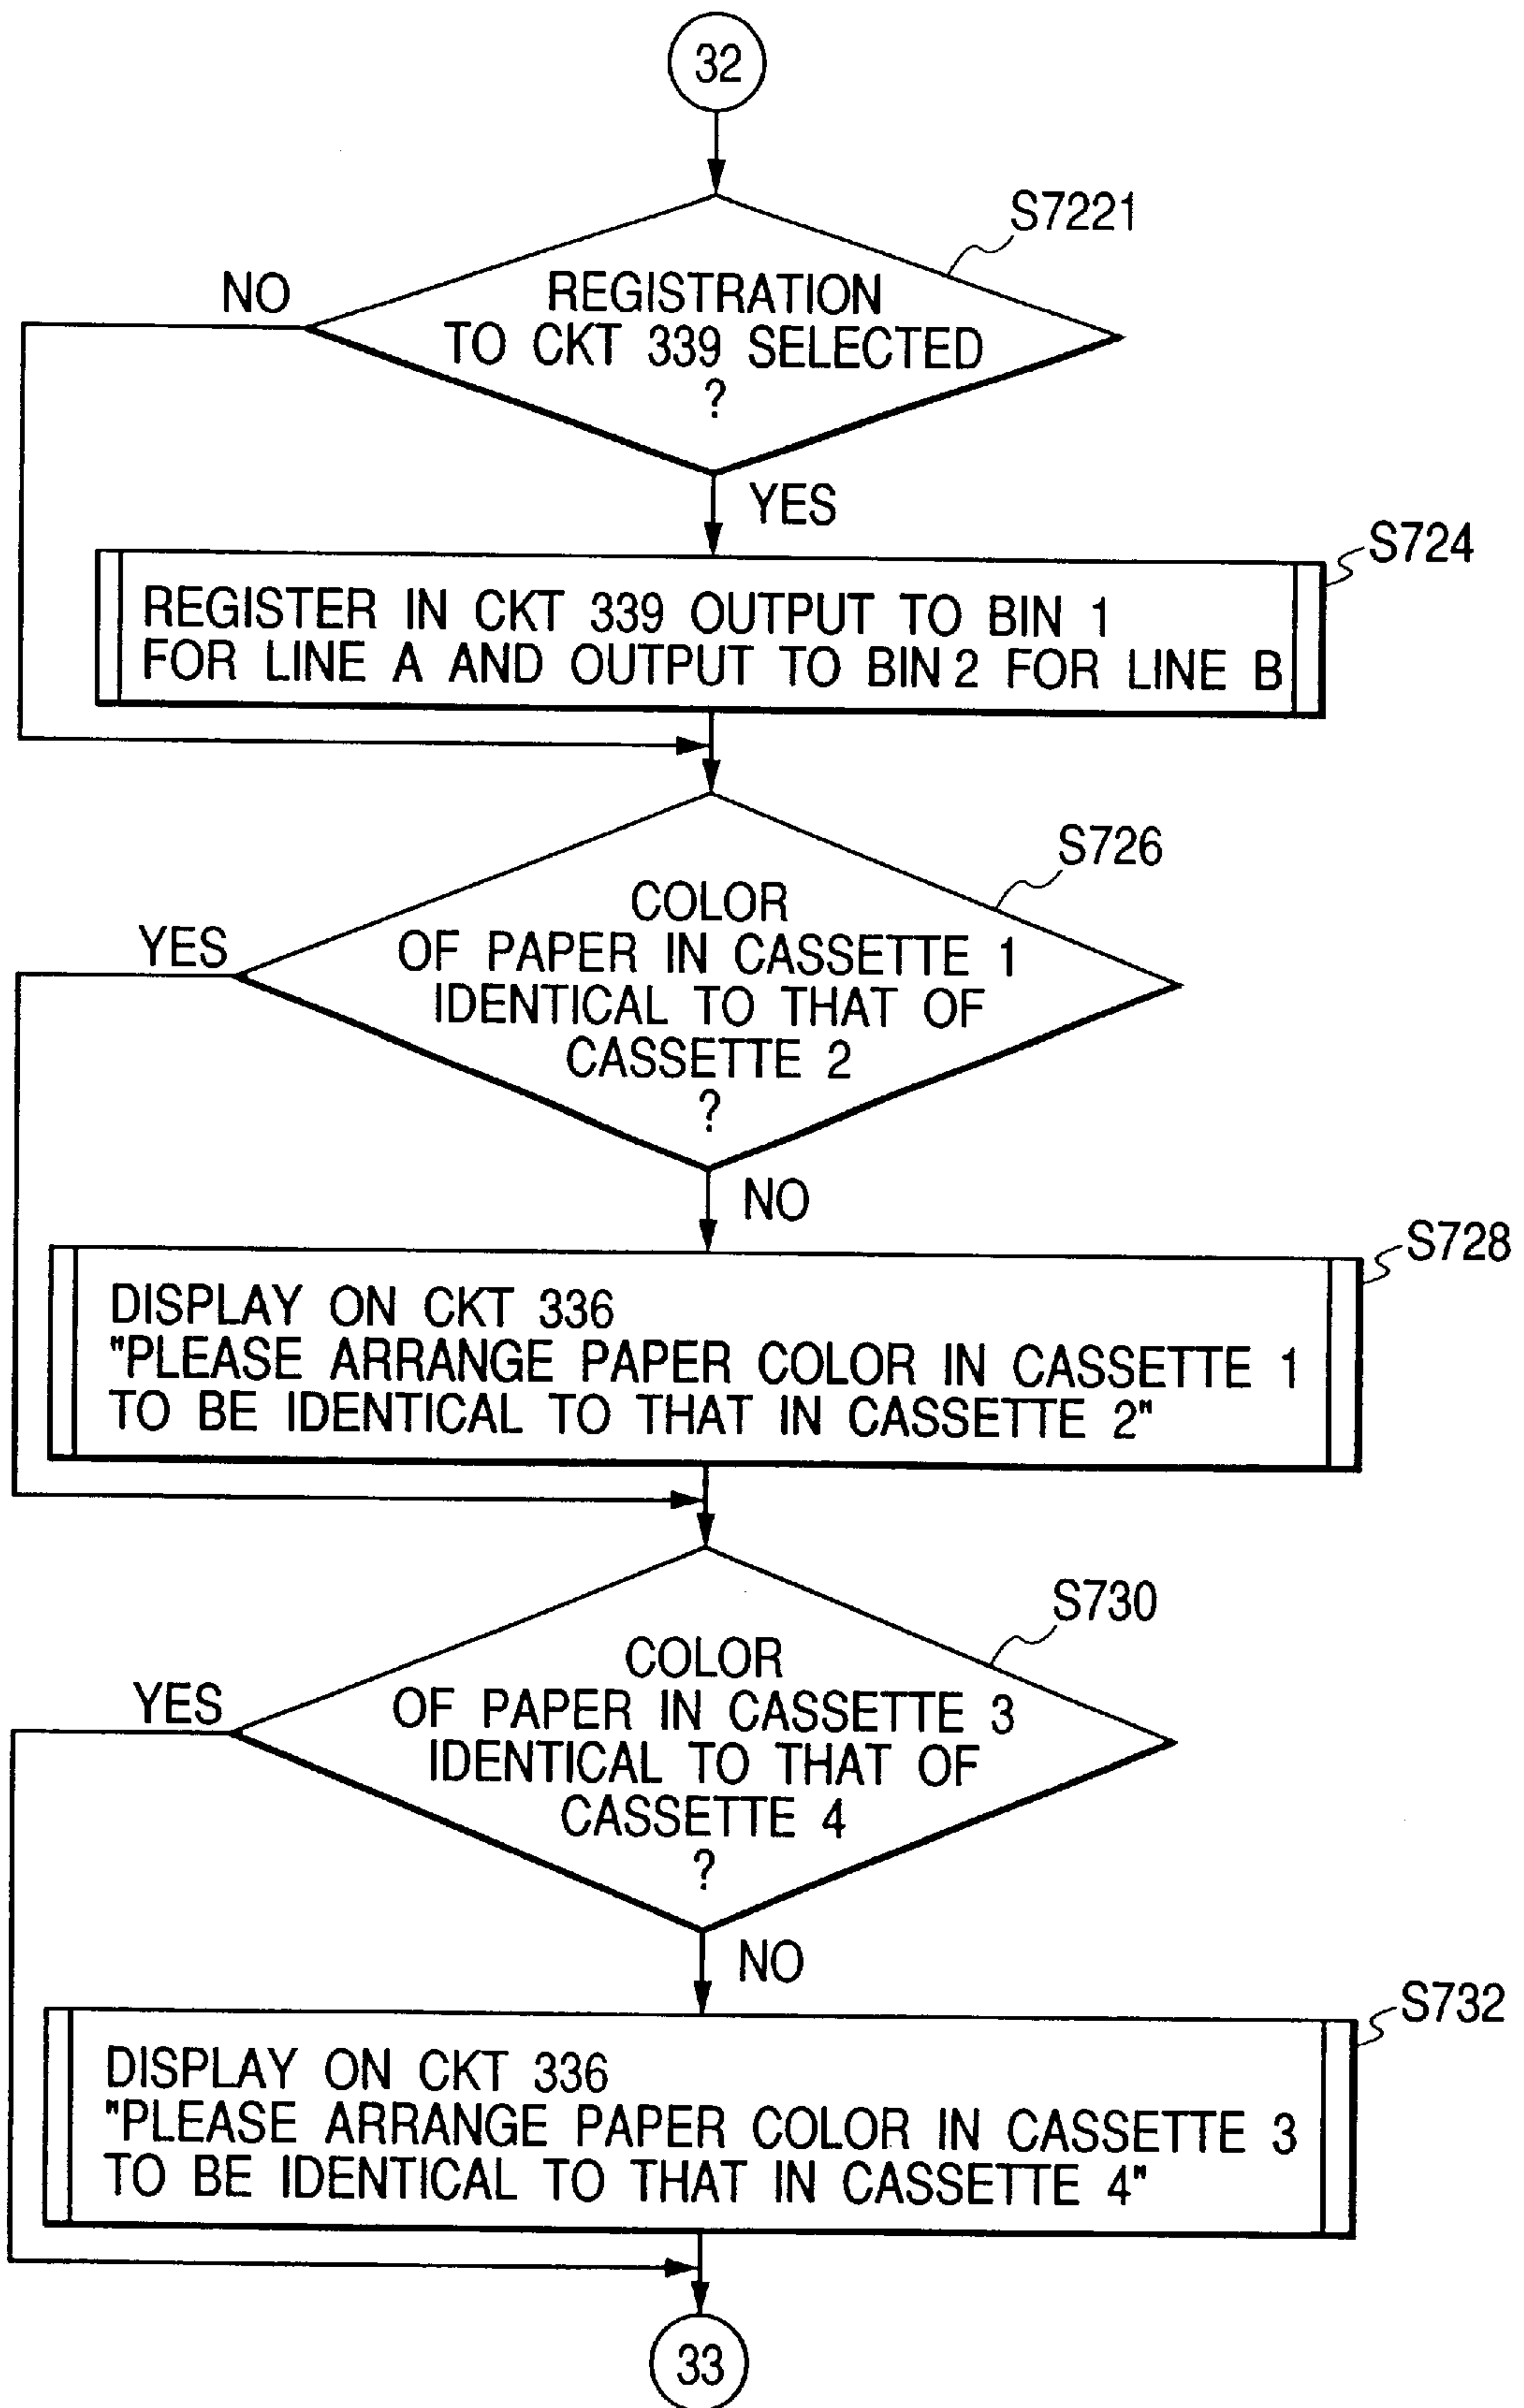 32
S7221
NO
REGISTRATION
TO CKT 339 SELECTED
?
YES
S724
REGISTER IN CKT 339 OUTPUT TO BIN 1
FOR LINE A AND OUTPUT TO BIN 2 FOR LINE B
S726
YES
COLOR
OF PAPER IN CASSETTE 1
IDENTICAL TO THAT OF
CASSETTE 2
?
NO
S728
DISPLAY ON CKT 336
"PLEASE ARRANGE PAPER COLOR IN CASSETTE 1
TO BE IDENTICAL TO THAT IN CASSETTE 2"
S730
YES
COLOR
OF PAPER IN CASSETTE 3
IDENTICAL TO THAT OF
CASSETTE 4
?
NO
S732
DISPLAY ON CKT 336
"PLEASE ARRANGE PAPER COLOR IN CASSETTE 3
TO BE IDENTICAL TO THAT IN CASSETTE 4"
33